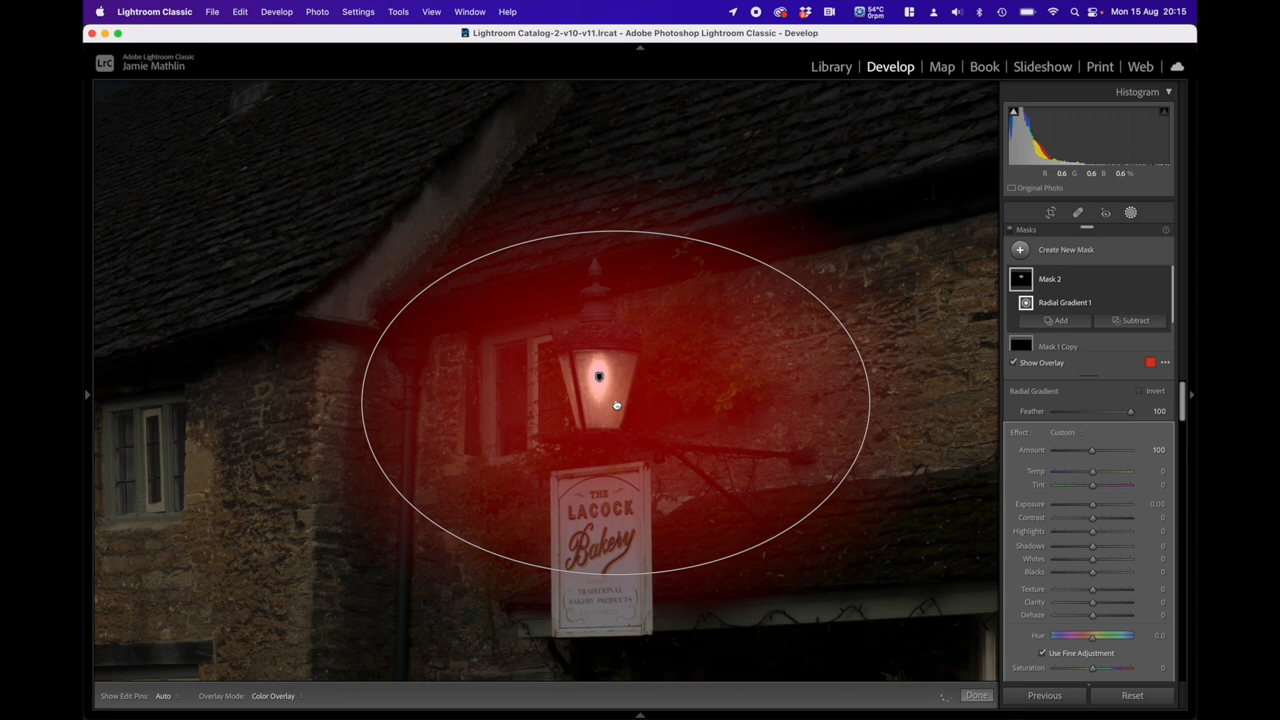 Lightroom Classic File Edit Develop Photo Settings Tools View Window Help 54°C 0rpm Mon 15 Aug 20:15
Lightroom Catalog-2-v10-v11.lrcat - Adobe Photoshop Lightroom Classic - Develop
LrC Adobe Lightroom Classic
Jamie Mathlin
Library | Develop | Map | Book | Slideshow | Print | Web
Histogram
R 0.6 G 0.6 B 0.6 %
Original Photo
Masks
Create New Mask
Mask 2
Radial Gradient 1
Add Subtract
Mask 1 Copy
Show Overlay
Radial Gradient Invert
Feather 100
Effect : Custom
Amount 100
Temp 0
Tint 0
Exposure 0.00
Contrast 0
Highlights 0
Shadows 0
Whites 0
Blacks 0
Texture 0
Clarity 0
Dehaze 0
Hue 0.0
Use Fine Adjustment
Saturation 0
THE
LACOCK
Bakery
TRADITIONAL
BAKERY PRODUCTS
Show Edit Pins: Auto Overlay Mode: Color Overlay Done
Previous Reset